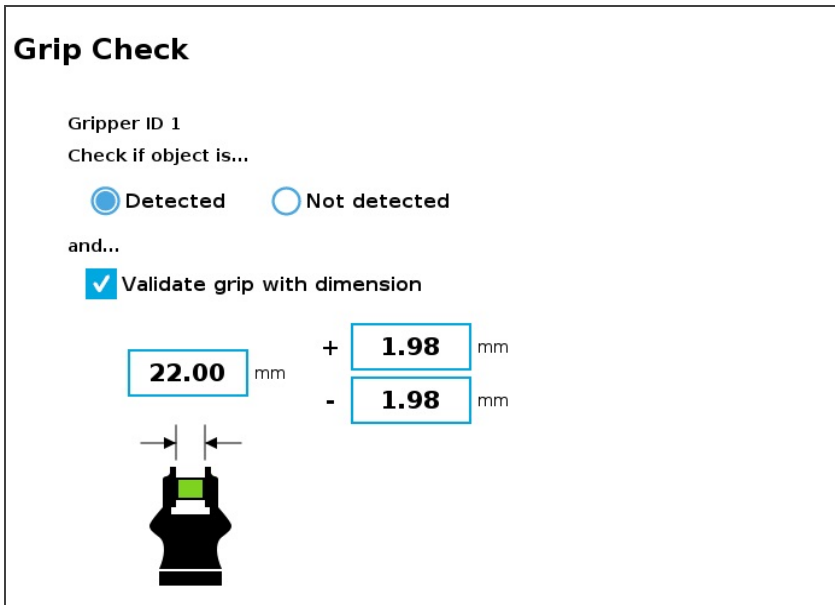 Grip Check
Gripper ID 1
Check if object is...
Detected Not detected
and...
Validate grip with dimension
+ 1.98 mm
22.00 mm
- 1.98 mm